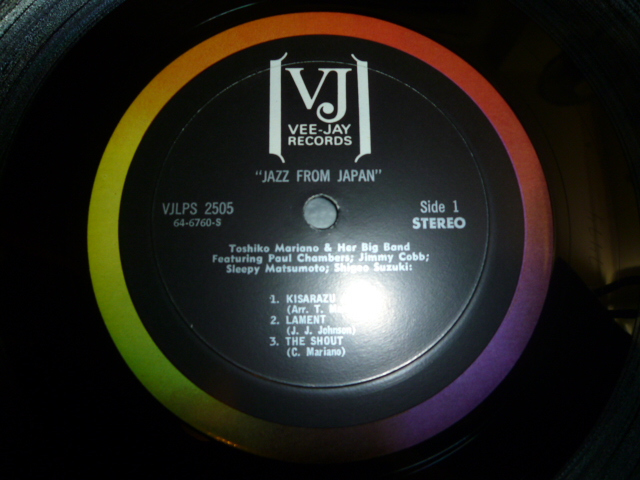 VJ
VEE-JAY
RECORDS
"JAZZ FROM JAPAN"
VJLPS 2505
64-6760-S
Side 1
STEREO
Toshiko Mariano & Her Big Band
Featuring Paul Chambers; Jimmy Cobb;
Sleepy Matsumoto; Shigeo Suzuki:
1. KISARAZU
(Arr. T.
2. LAMENT
(J. J. Johnson)
3. THE SHOUT
(C. Mariano)